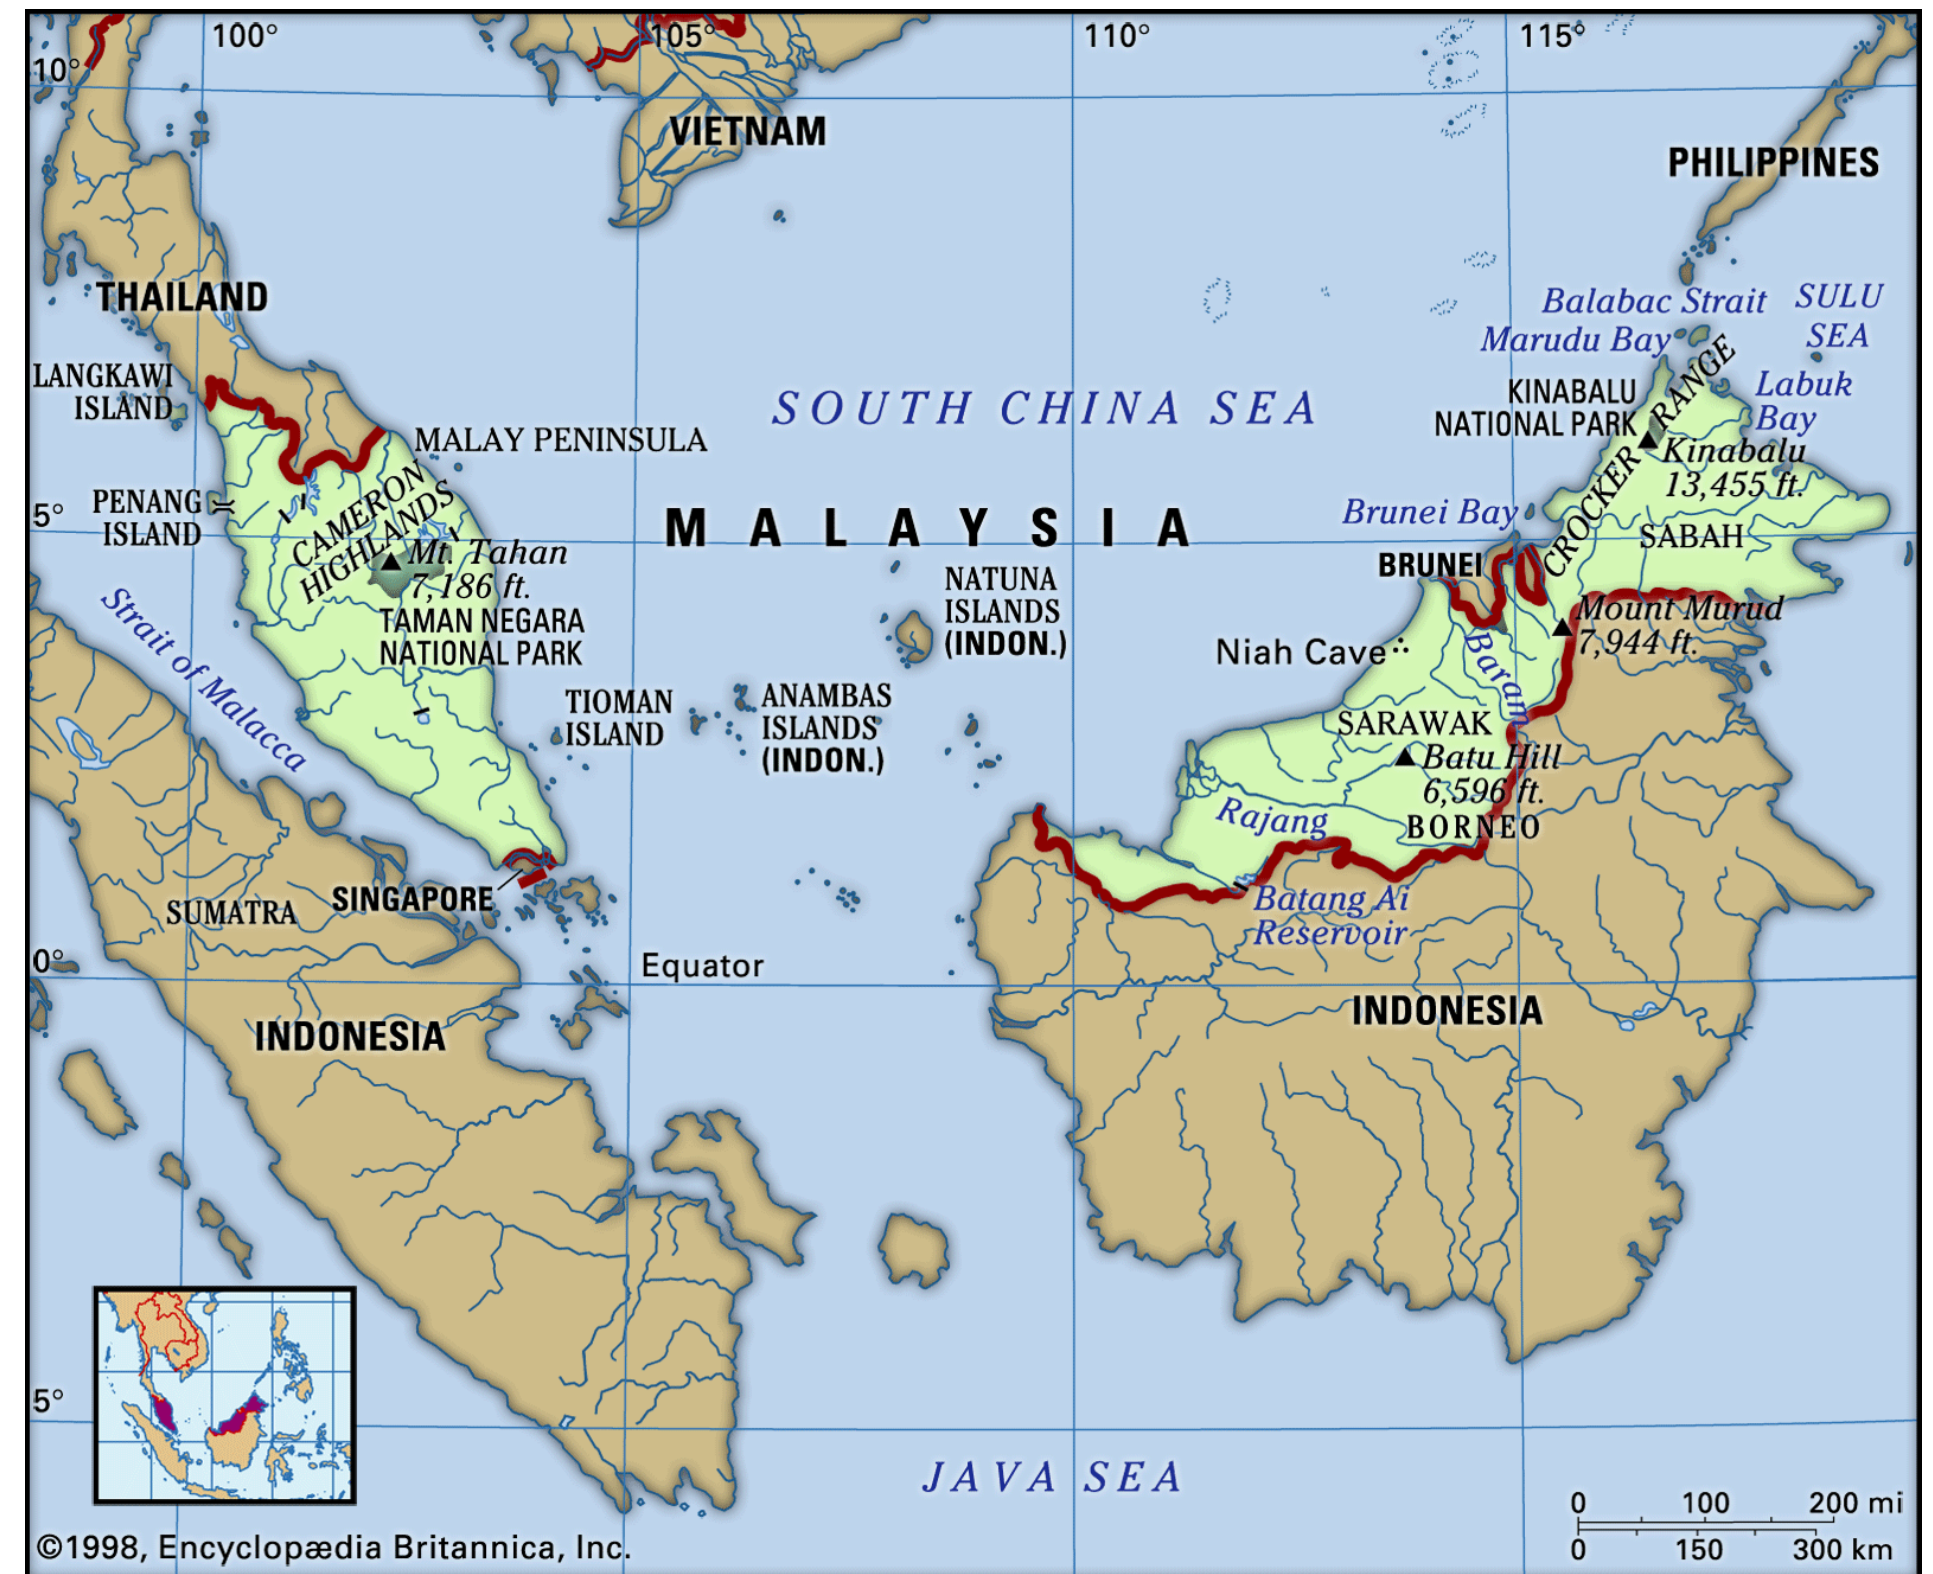 100°
105°
110°
115°
10°
VIETNAM
PHILIPPINES
THAILAND
Balabac Strait
SULU
SEA
Marudu Bay
LANGKAWI
ISLAND
SOUTH CHINA SEA
KINABALU
NATIONAL PARK
CROCKER RANGE
Labuk
Bay
MALAY PENINSULA
Kinabalu
13,455 ft.
PENANG
ISLAND
5°
CAMERON
HIGHLANDS
MALAYSIA
Brunei Bay
SABAH
Mt. Tahan
7,186 ft.
BRUNEI
NATUNA
ISLANDS
(INDON.)
TAMAN NEGARA
NATIONAL PARK
Strait of Malacca
Mount Murud
7,944 ft.
Niah Cave
Baram
TIOMAN
ISLAND
ANAMBAS
ISLANDS
(INDON.)
SARAWAK
Batu Hill
6,596 ft.
Rajang
BORNEO
SINGAPORE
SUMATRA
Batang Ai
Reservoir
0°
Equator
INDONESIA
INDONESIA
5°
JAVA SEA
0 100 200 mi
0 150 300 km
©1998, Encyclopædia Britannica, Inc.